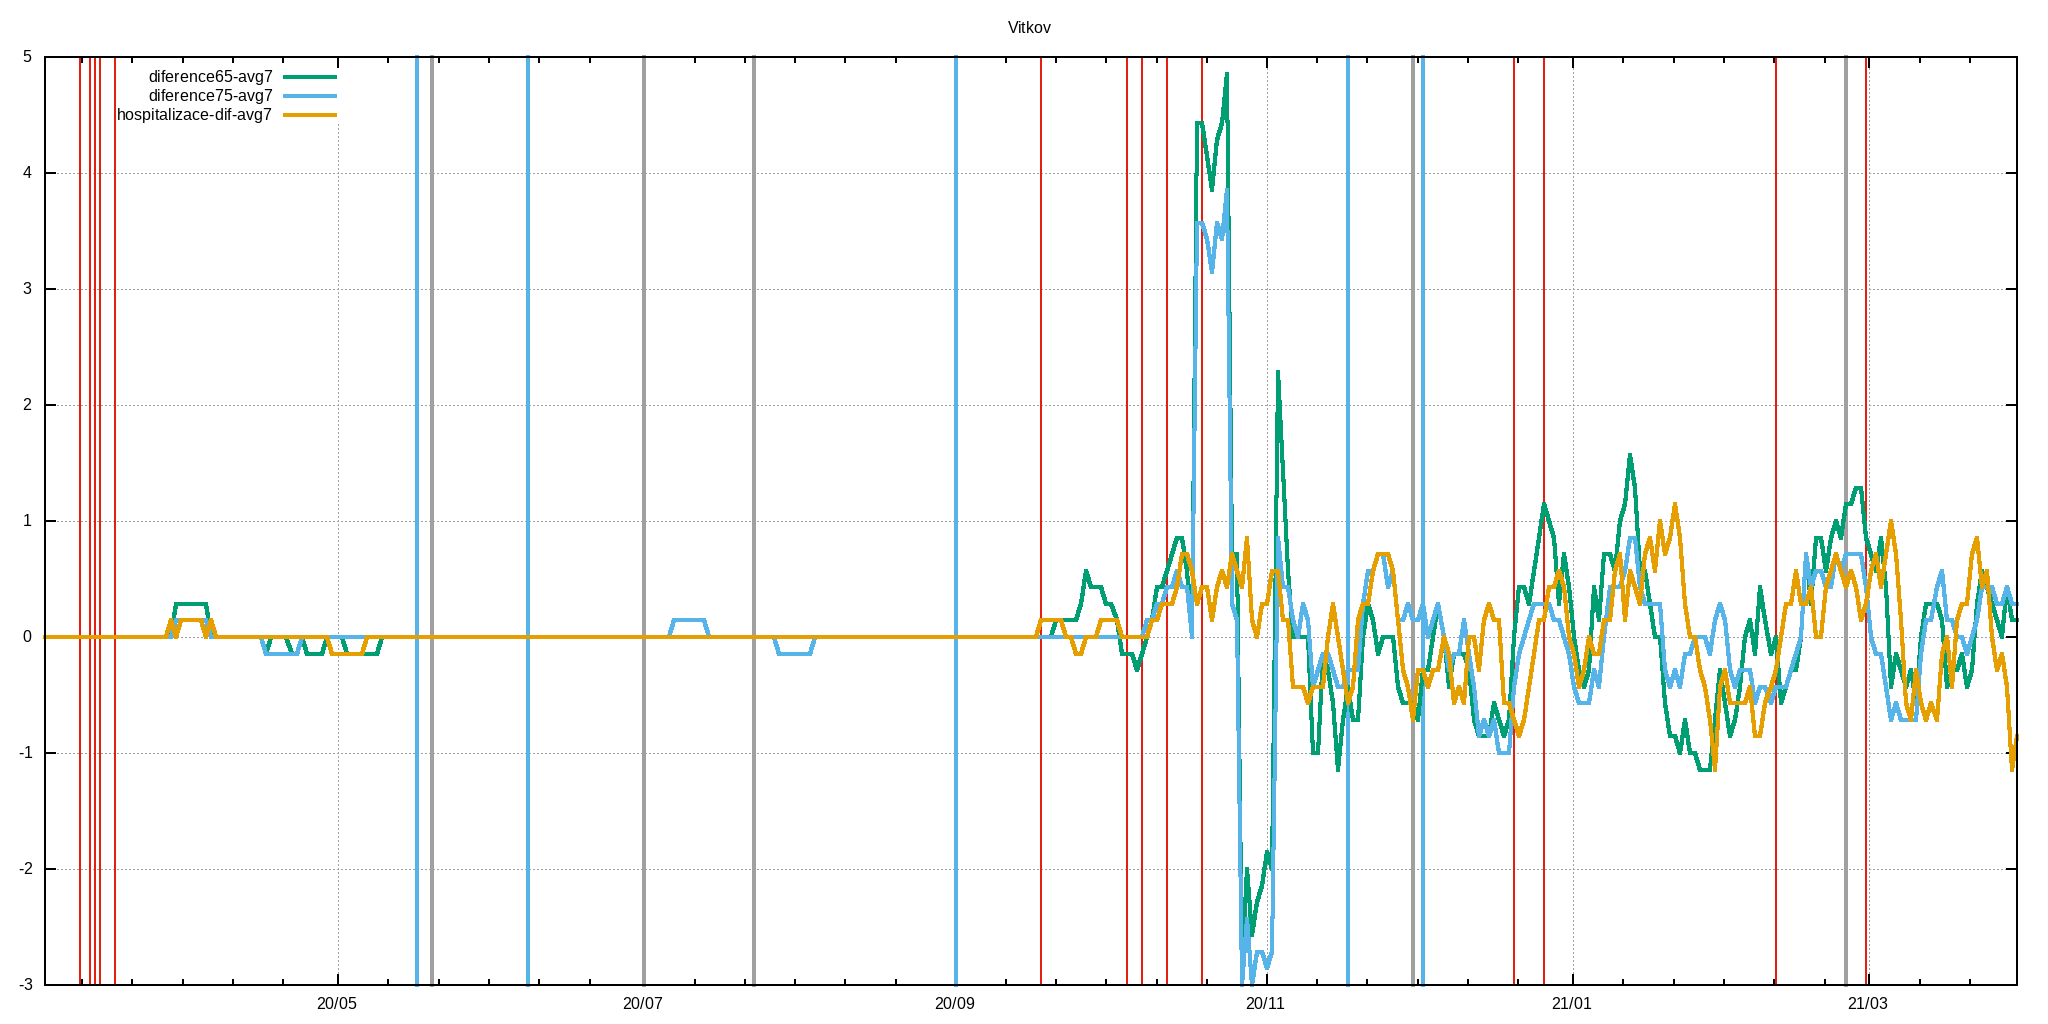 Vitkov
5
diference65-avg7
diference75-avg7
hospitalizace-dif-avg7
4
3
2
1
0
-1
-2
-3
20/05 20/07 20/09 20/11 21/01 21/03